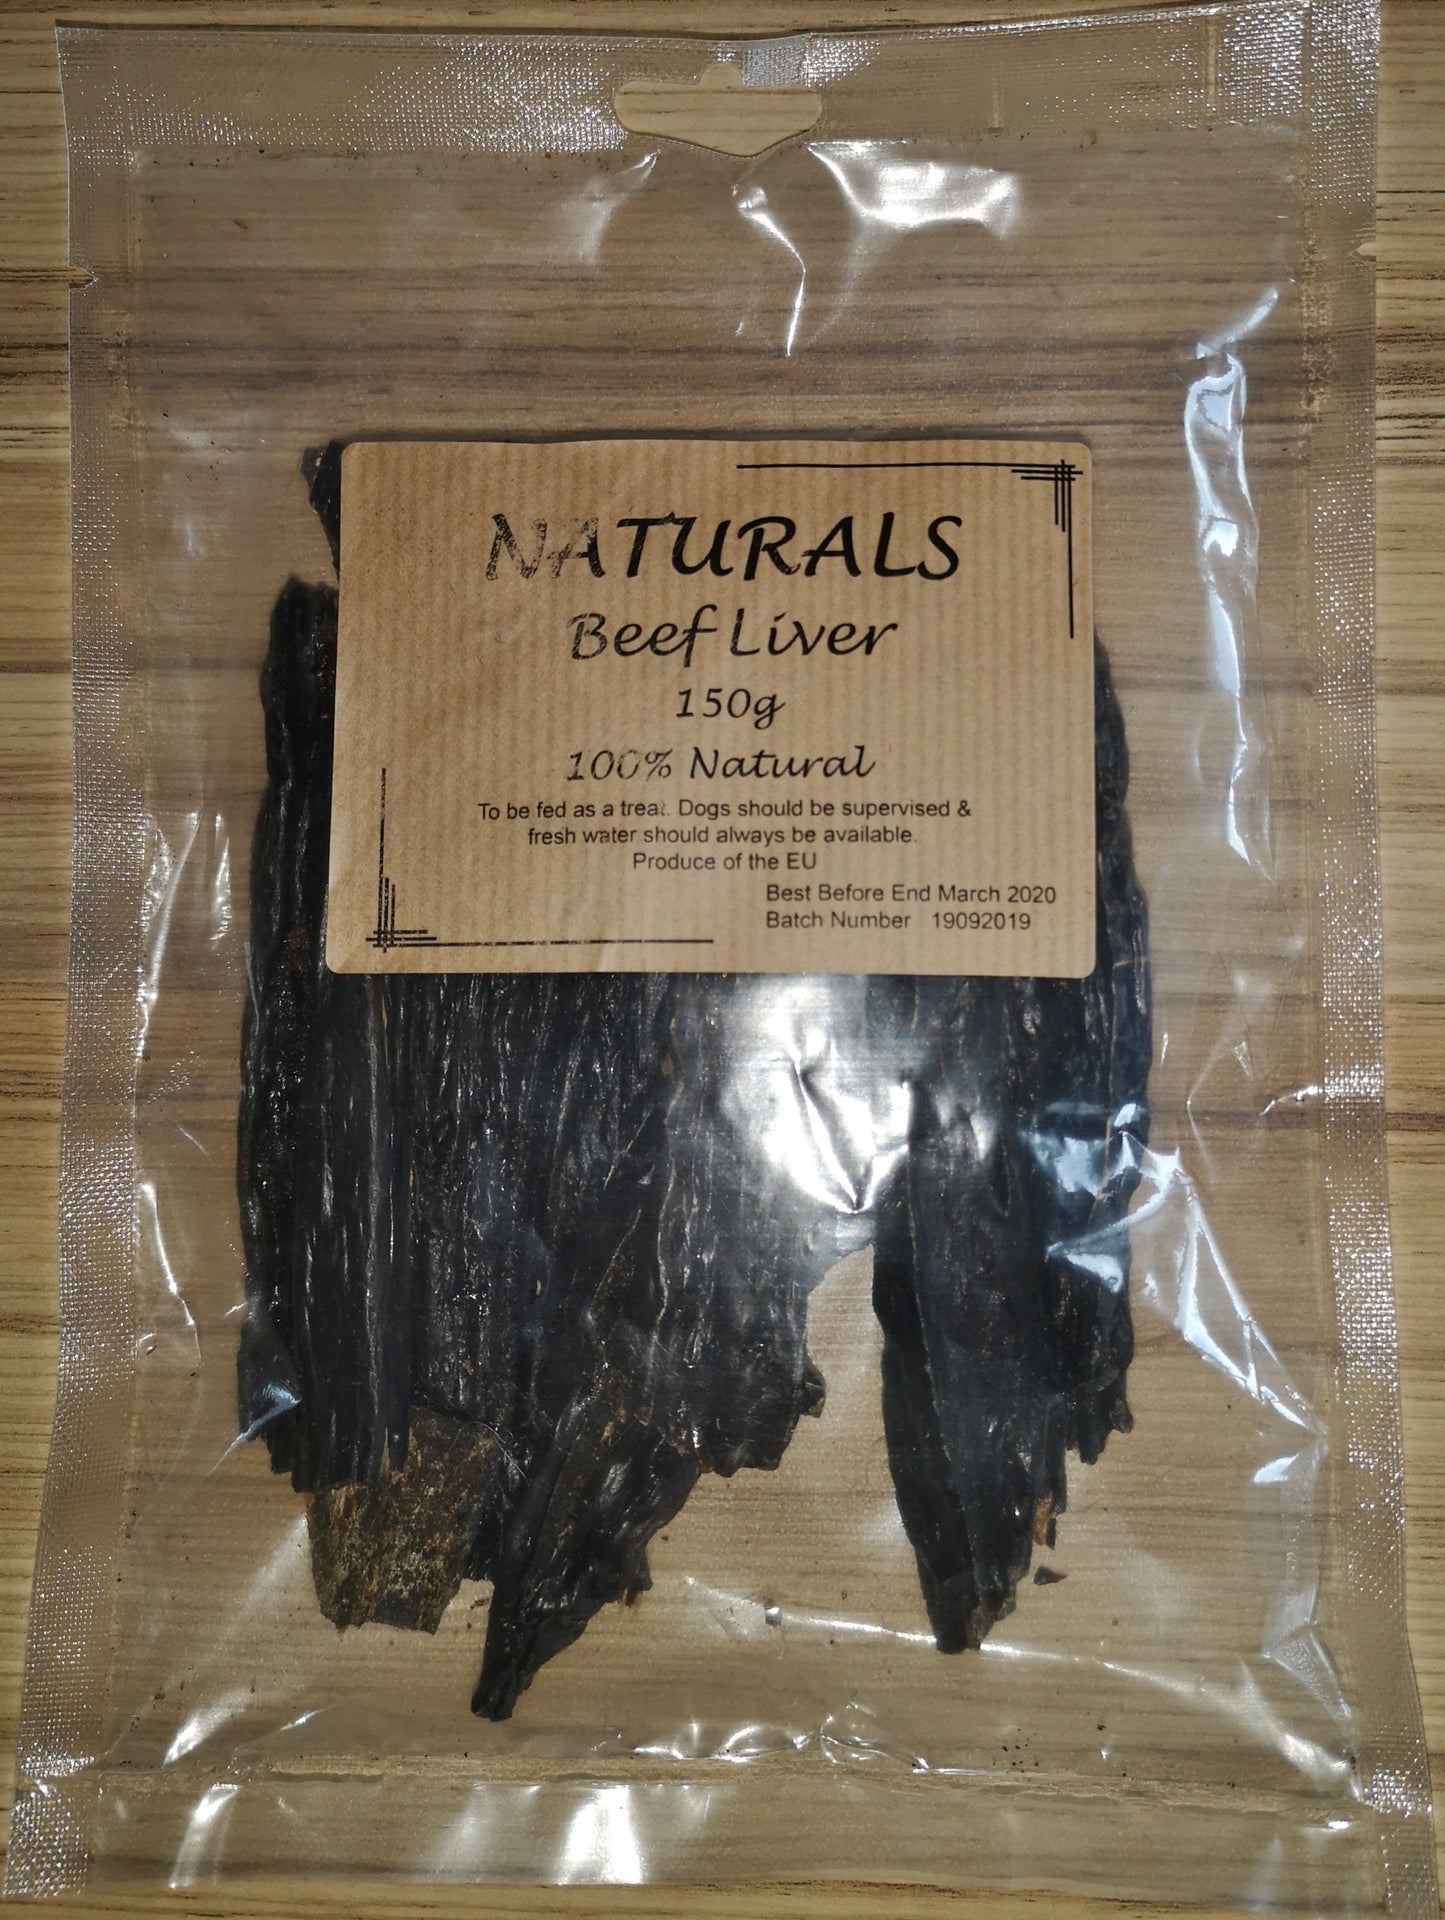 NATURALS
Beef Liver
150g
100% Natural
To be fed as a treat. Dogs should be supervised &
fresh water should always be available.
Produce of the EU
Best Before End March 2020
Batch Number 19092019